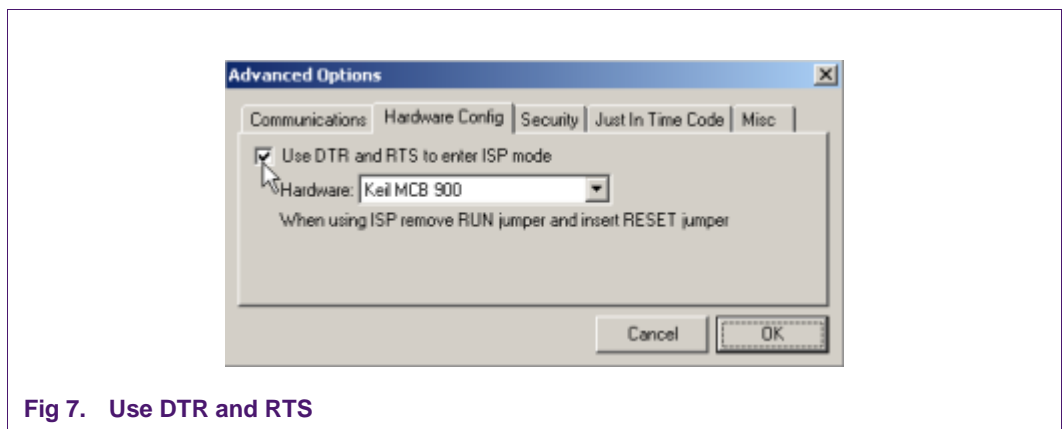 Advanced Options
Communications Hardware Config Security Just In Time Code Misc
Use DTR and RTS to enter ISP mode
Hardware: Keil MCB 900
When using ISP remove RUN jumper and insert RESET jumper
Cancel OK
Fig 7. Use DTR and RTS